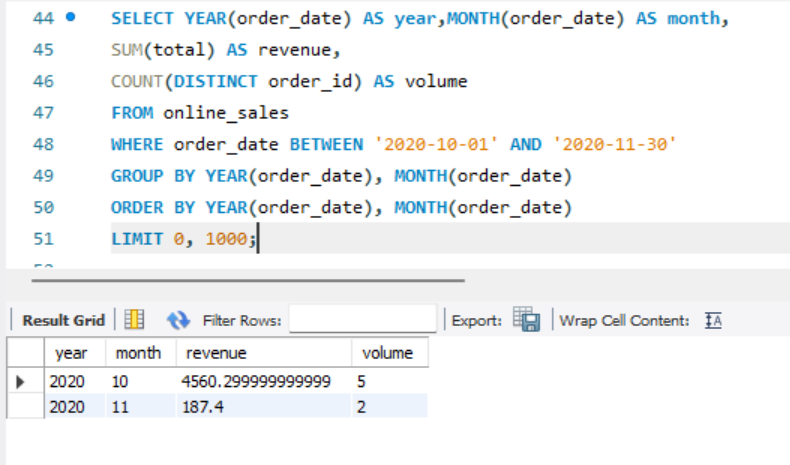 44 SELECT YEAR(order_date) AS year,MONTH(order_date) AS month,
45 SUM(total) AS revenue,
46 COUNT(DISTINCT order_id) AS volume
47 FROM online_sales
48 WHERE order_date BETWEEN '2020-10-01' AND '2020-11-30'
49 GROUP BY YEAR(order_date), MONTH(order_date)
50 ORDER BY YEAR(order_date), MONTH(order_date)
51 LIMIT 0, 1000;
Result Grid Filter Rows: Export: Wrap Cell Content:
year month revenue volume
2020 10 4560.299999999999 5
2020 11 187.4 2